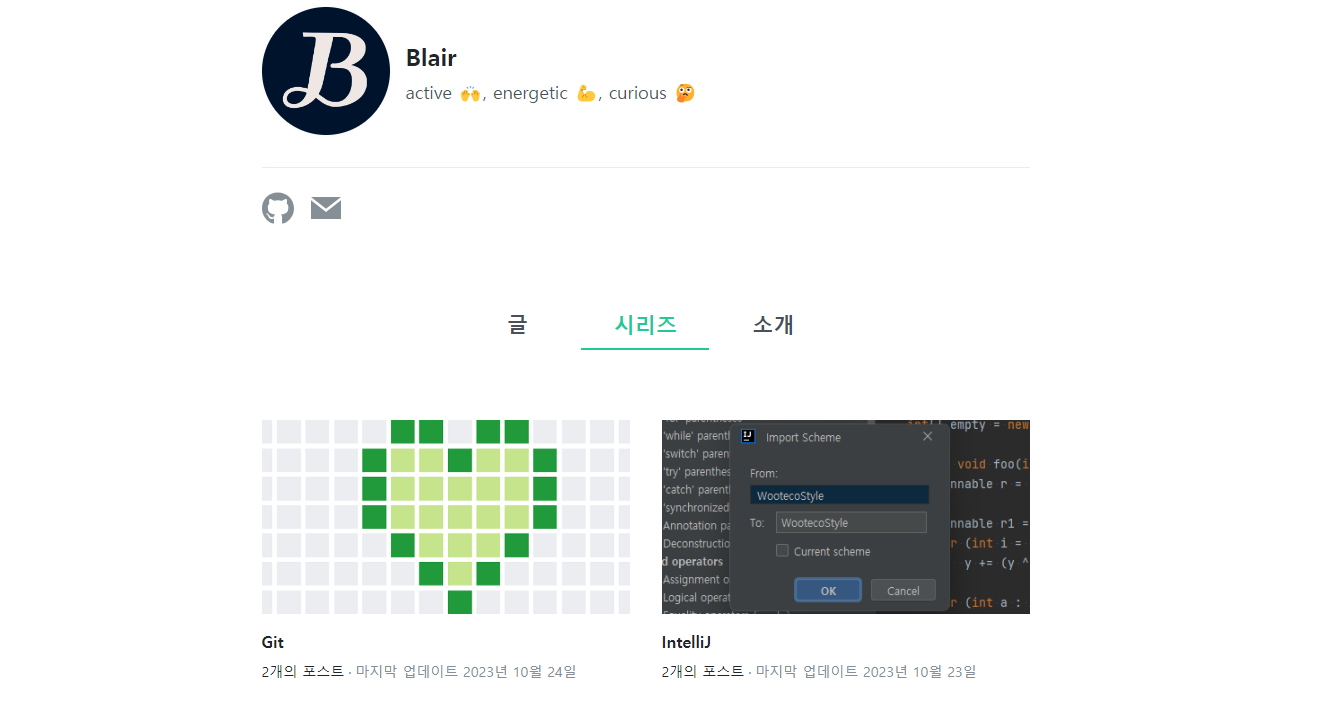 B
Blair
active 🙌, energetic 💪, curious 🤔
글 시리즈 소개
'while' parent
'switch' paren
'try' parenthes
'catch' parent
'synchronized
Annotation pa
Deconstructio
d operators
Assignment o
Logical operat
Import Scheme
From:
WootecoStyle
To: WootecoStyle
Current scheme
OK Cancel
empty = new
void foo(i
nnable r =
nnable r1 =
r (int i =
y += (y ^
r (int a :
Git
2개의 포스트 · 마지막 업데이트 2023년 10월 24일
IntelliJ
2개의 포스트 · 마지막 업데이트 2023년 10월 23일